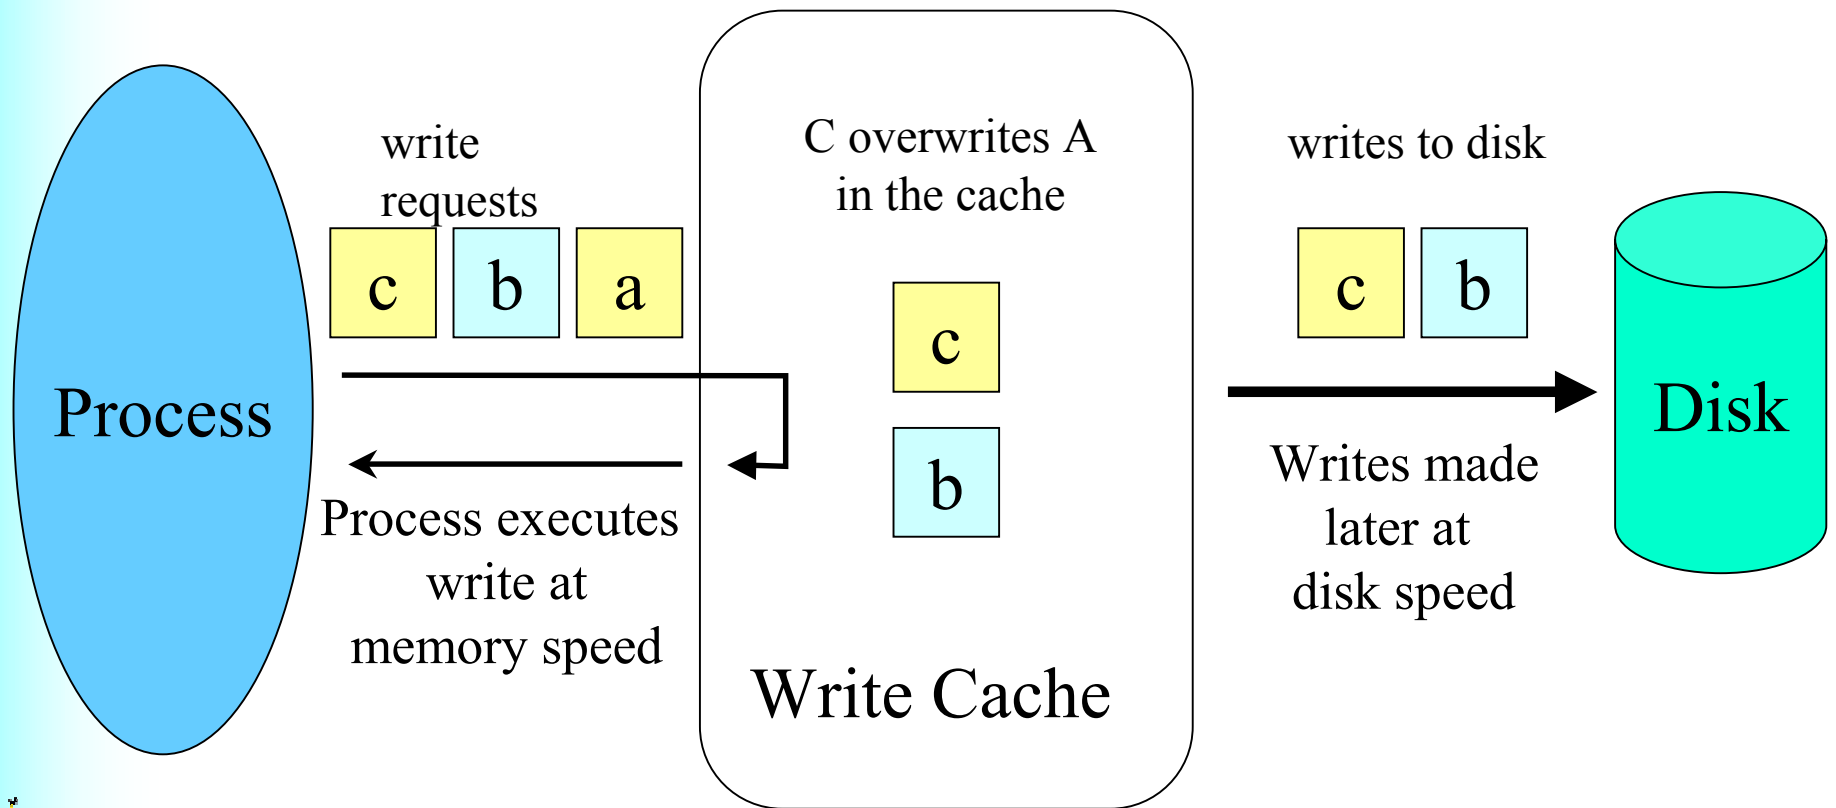 write
requests
c b a
Process
Process executes
write at
memory speed
C overwrites A
in the cache
c
b
Write Cache
writes to disk
c b
Writes made
later at
disk speed
Disk